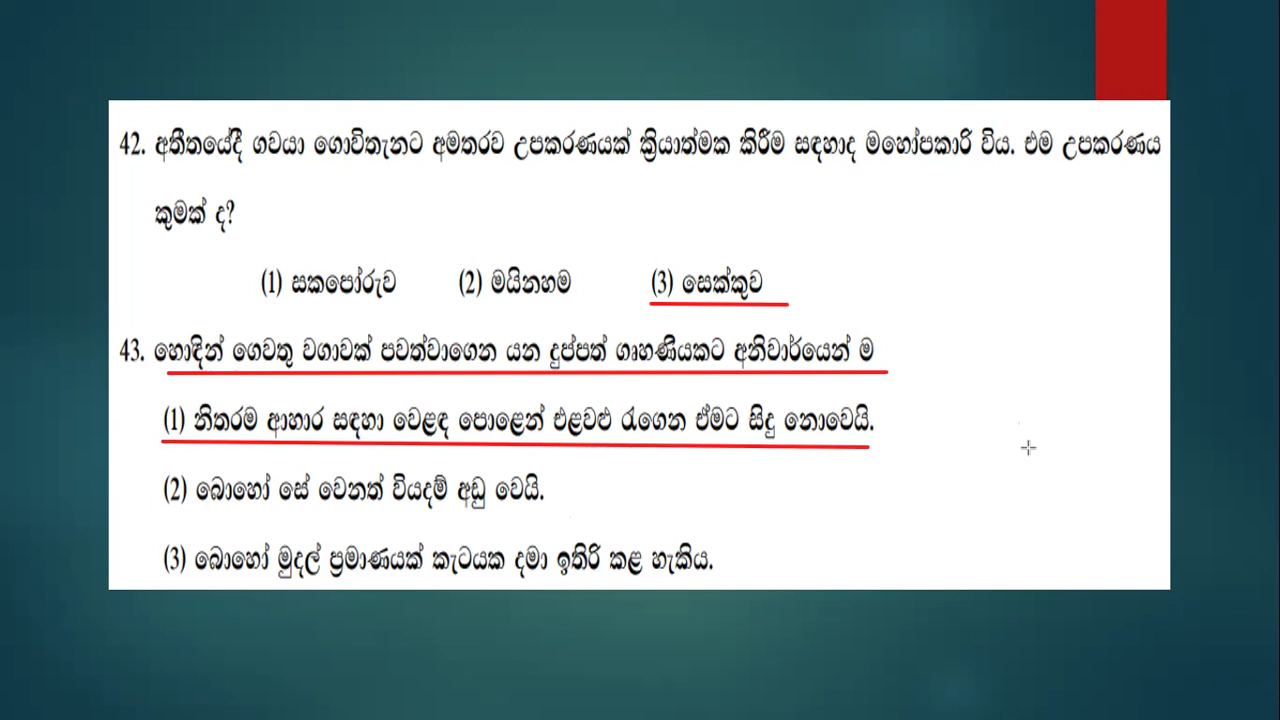 42. අතීතයේදී ගවයා ගොවිතැනට අමතරව උපකරණයක් ක්‍රියාත්මක කිරීම සඳහාද මහෝපකාරී විය. එම උපකරණය
කුමක් ද?
(1) සකපෝරුව (2) මයිනහම (3) සෙක්කුව
43. හොඳින් ගෙවතු වගාවක් පවත්වාගෙන යන දුප්පත් ගෘහණියකට අනිවාර්යෙන් ම
(1) නිතරම ආහාර සඳහා වෙළඳ පොළෙන් එළවළු රැගෙන ඒමට සිදු නොවෙයි.
(2) බොහෝ සේ වෙනත් වියදම් අඩු වෙයි.
(3) බොහෝ මුදල් ප්‍රමාණයක් කැටයක දමා ඉතිරි කළ හැකිය.